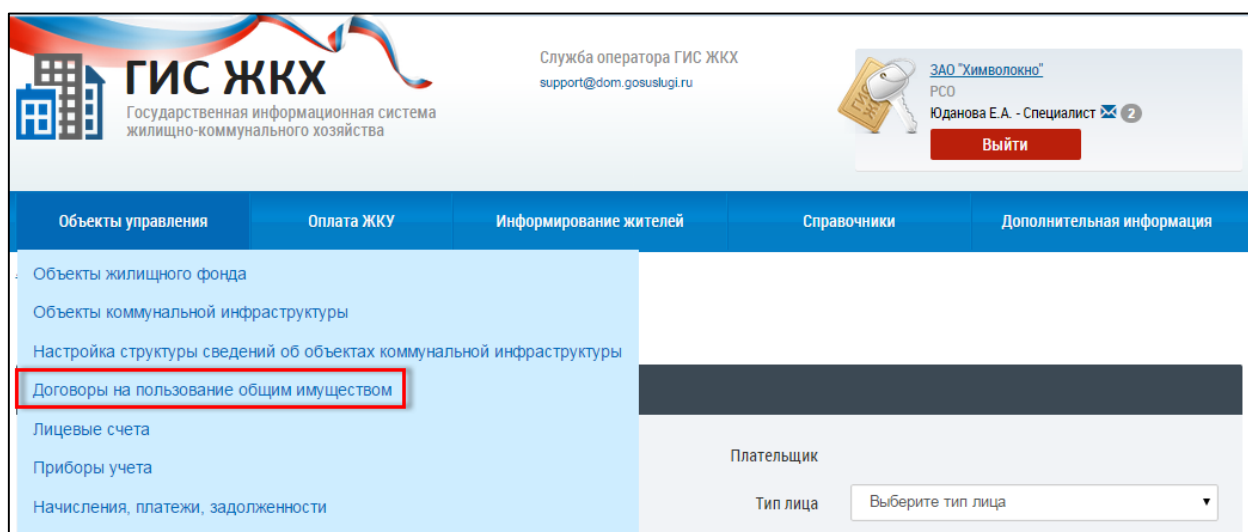 ГИС ЖКХ
Государственная информационная система
жилищно-коммунального хозяйства
Служба оператора ГИС ЖКХ
support@dom.gosuslugi.ru
ЗАО "Химволокно"
РСО
Юданова Е.А. - Специалист 2
Выйти
Объекты управления
Оплата ЖКУ
Информирование жителей
Справочники
Дополнительная информация
Объекты жилищного фонда
Объекты коммунальной инфраструктуры
Настройка структуры сведений об объектах коммунальной инфраструктуры
Договоры на пользование общим имуществом
Лицевые счета
Приборы учета
Начисления, платежи, задолженности
Плательщик
Тип лица
Выберите тип лица